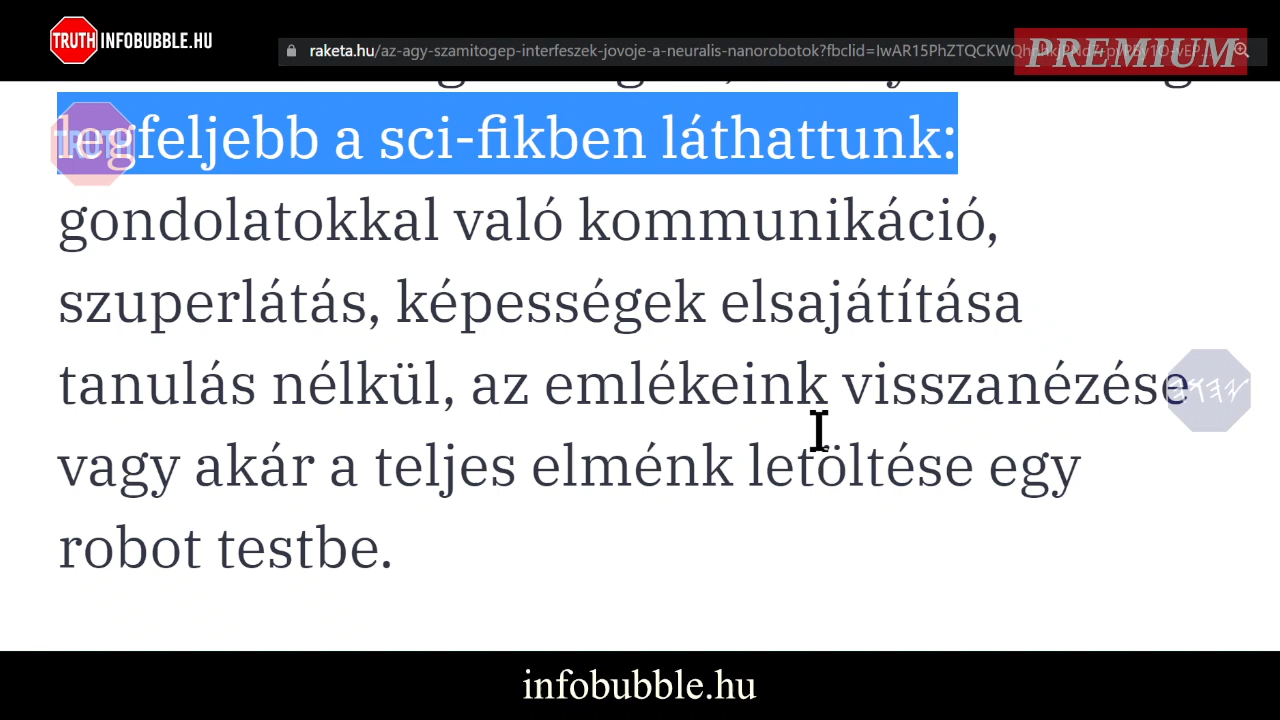 TRUTH INFOBUBBLE.HU
raketa.hu/az-agy-szamitogep-interfeszek-jovoje-a-neuralis-nanorobotok?fbclid=IwAR15PhZTQCKWQh
PREMIUM
legfeljebb a sci-fikben láthattunk:
gondolatokkal való kommunikáció,
szuperlátás, képességek elsajátítása
tanulás nélkül, az emlékeink visszanézése
vagy akár a teljes elménk letöltése egy
robot testbe.
infobubble.hu